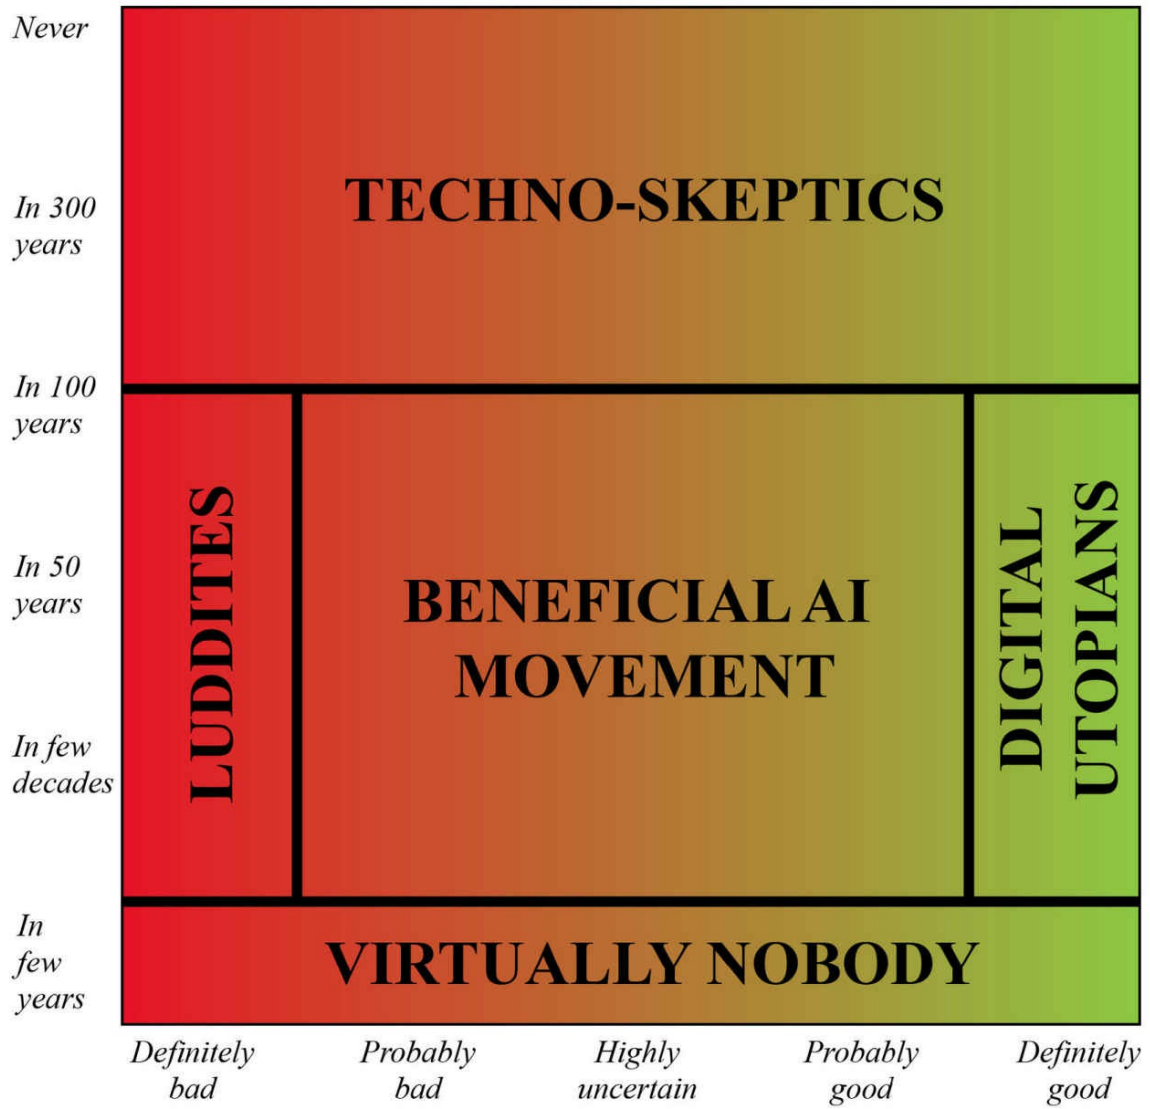 Never
In 300
years
In 100
years
In 50
years
In few
decades
In
few
years
TECHNO-SKEPTICS
LUDDITES
BENEFICIAL AI
MOVEMENT
DIGITAL
UTOPIANS
VIRTUALLY NOBODY
Definitely
bad
Probably
bad
Highly
uncertain
Probably
good
Definitely
good